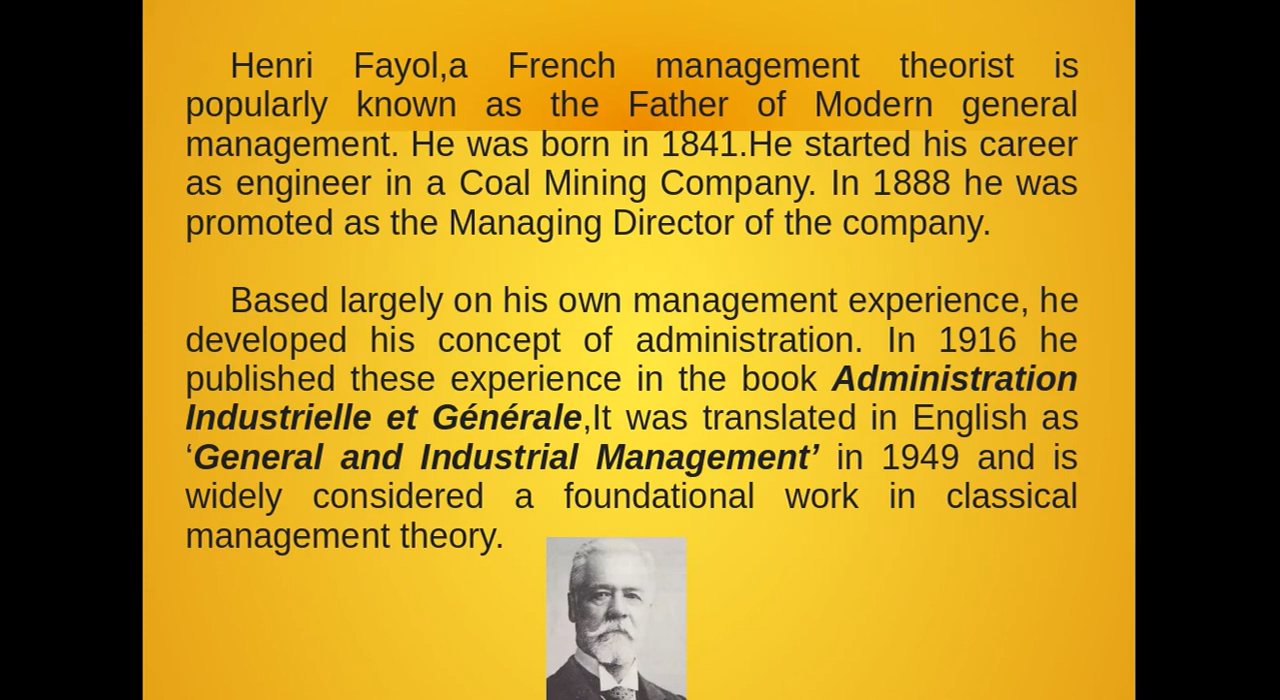 Henri Fayol,a French management theorist is
popularly known as the Father of Modern general
management. He was born in 1841.He started his career
as engineer in a Coal Mining Company. In 1888 he was
promoted as the Managing Director of the company.
Based largely on his own management experience, he
developed his concept of administration. In 1916 he
published these experience in the book Administration
Industrielle et Générale,It was translated in English as
‘General and Industrial Management’ in 1949 and is
widely considered a foundational work in classical
management theory.